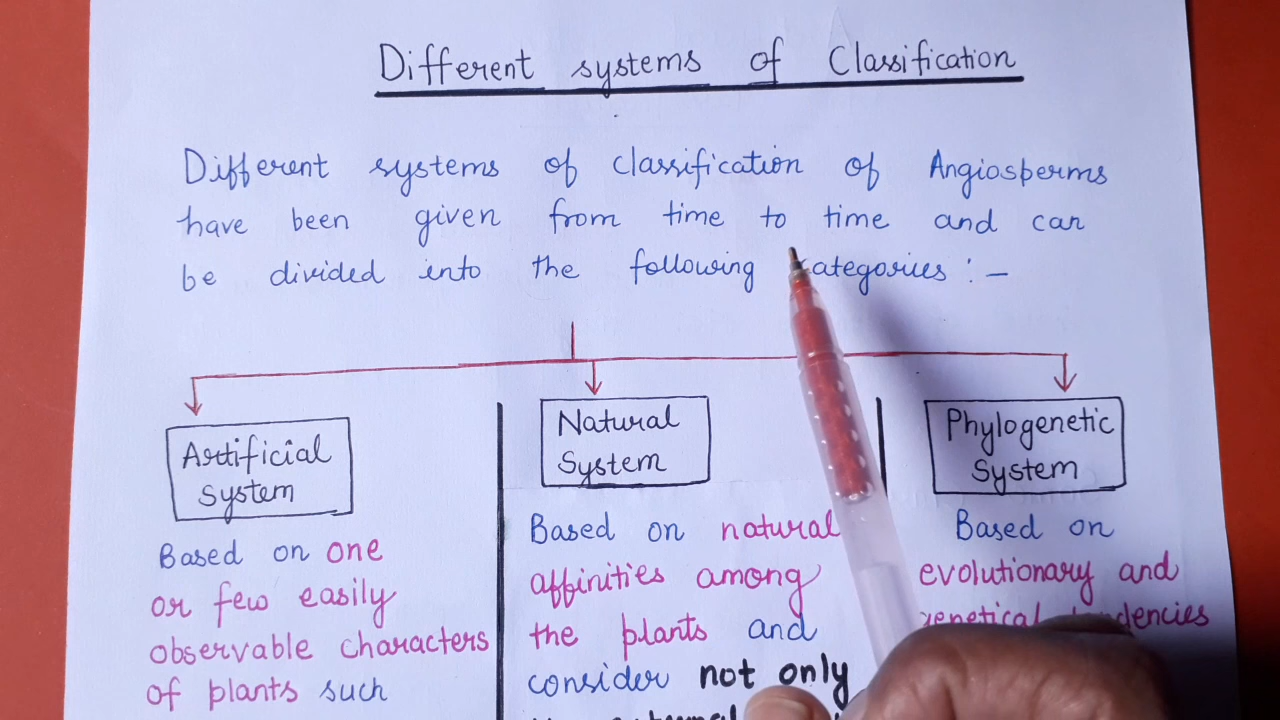 Different systems of Classification
Different systems of classification of Angiosperms
have been given from time to time and can
be divided into the following categories : –
Artificial
System
Based on one
or few easily
observable characters
of plants such
Natural
System
Based on natural
affinities among
the plants and
consider not only
Phylogenetic
System
Based on
evolutionary and
genetical